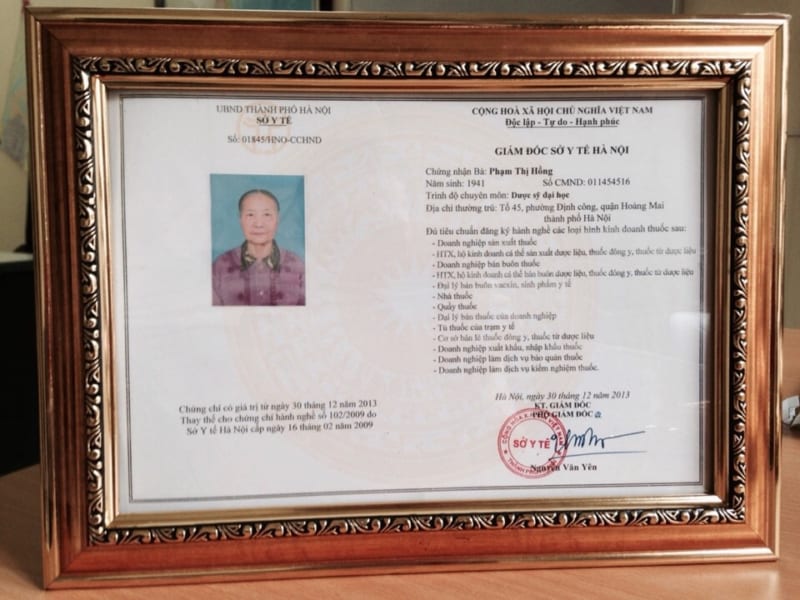 UBND THÀNH PHỐ HÀ NỘI
SỞ Y TẾ
Số: 01845/HNO-CCHND
CỘNG HOÀ XÃ HỘI CHỦ NGHĨA VIỆT NAM
Độc lập - Tự do - Hạnh phúc
GIÁM ĐỐC SỞ Y TẾ HÀ NỘI
Chứng nhận Bà: Phạm Thị Hồng
Năm sinh: 1941 Số CMND: 011454516
Trình độ chuyên môn: Dược sỹ đại học
Địa chỉ thường trú: Tổ 45, phường Định công, quận Hoàng Mai
thành phố Hà Nội
Đủ tiêu chuẩn đăng ký hành nghề các loại hình kinh doanh thuốc sau:
- Doanh nghiệp sản xuất thuốc
- HTX, hộ kinh doanh cá thể sản xuất dược liệu, thuốc đông y, thuốc từ dược liệu
- Doanh nghiệp bán buôn thuốc
- HTX, hộ kinh doanh cá thể bán buôn dược liệu, thuốc đông y, thuốc từ dược liệu
- Đại lý bán buôn vacxin, sinh phẩm y tế
- Nhà thuốc
- Quầy thuốc
- Đại lý bán thuốc của doanh nghiệp
- Tủ thuốc của trạm y tế
- Cơ sở bán lẻ thuốc đông y, thuốc từ dược liệu
- Doanh nghiệp xuất khẩu, nhập khẩu thuốc
- Doanh nghiệp làm dịch vụ bảo quản thuốc
- Doanh nghiệp làm dịch vụ kiểm nghiệm thuốc.
Chứng chỉ có giá trị từ ngày 30 tháng 12 năm 2013
Thay thế cho chứng chỉ hành nghề số 102/2009 do
Sở Y tế Hà Nội cấp ngày 16 tháng 02 năm 2009
Hà Nội, ngày 30 tháng 12 năm 2013
KT. GIÁM ĐỐC
PHÓ GIÁM ĐỐC
SỞ Y TẾ
Nguyễn Văn Yên